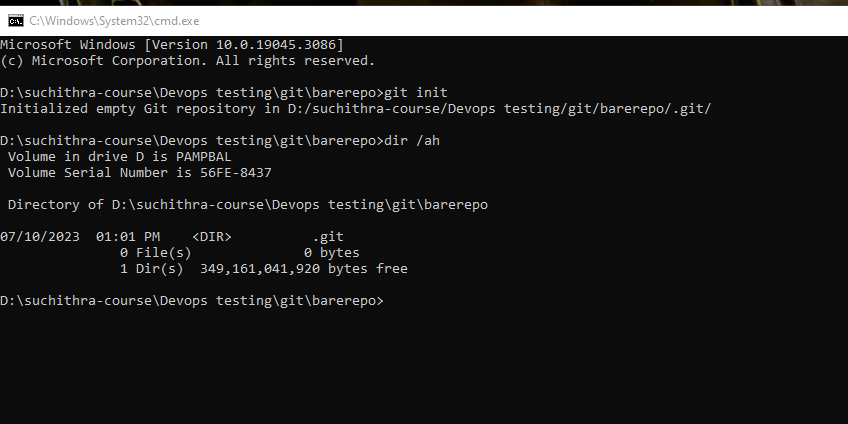 C:\Windows\System32\cmd.exe
Microsoft Windows [Version 10.0.19045.3086]
(c) Microsoft Corporation. All rights reserved.
D:\suchithra-course\Devops testing\git\barerepo>git init
Initialized empty Git repository in D:/suchithra-course/Devops testing/git/barerepo/.git/
D:\suchithra-course\Devops testing\git\barerepo>dir /ah
Volume in drive D is PAMPBAL
Volume Serial Number is 56FE-8437
Directory of D:\suchithra-course\Devops testing\git\barerepo
07/10/2023  01:01 PM    <DIR>          .git
0 File(s)              0 bytes
1 Dir(s)  349,161,041,920 bytes free
D:\suchithra-course\Devops testing\git\barerepo>